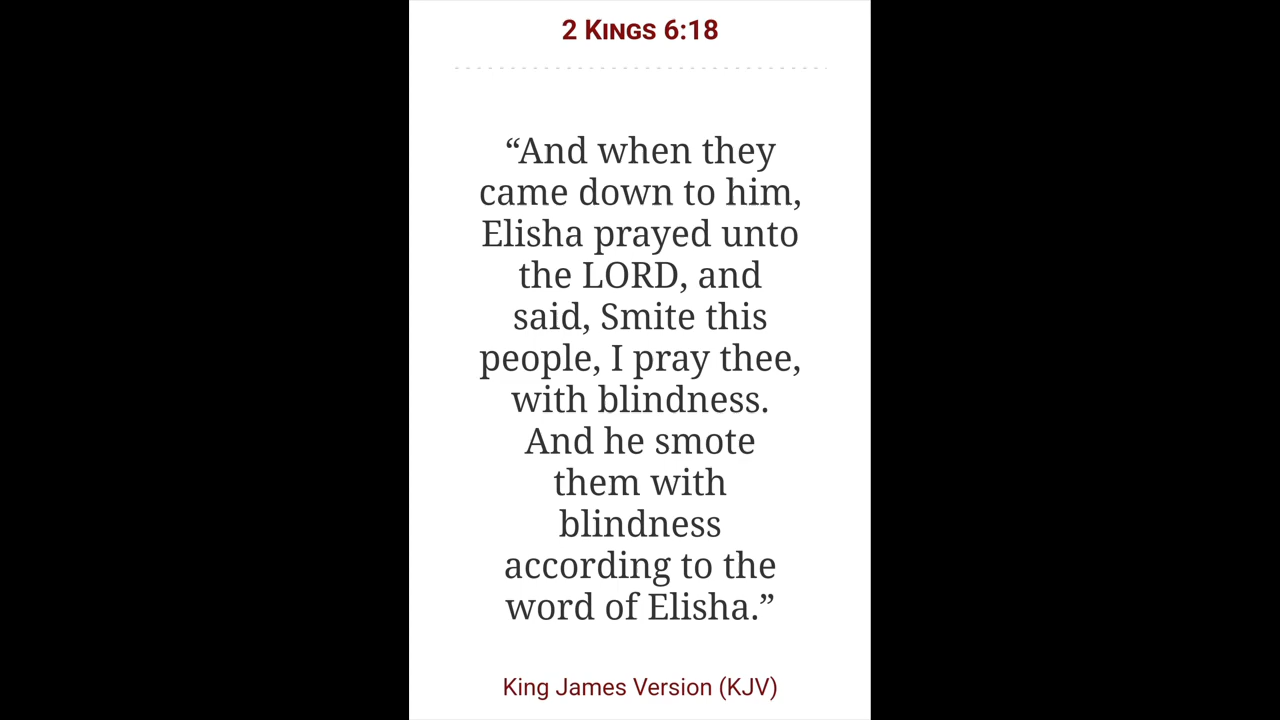 2 Kings 6:18
“And when they
came down to him,
Elisha prayed unto
the LORD, and
said, Smite this
people, I pray thee,
with blindness.
And he smote
them with
blindness
according to the
word of Elisha.”
King James Version (KJV)